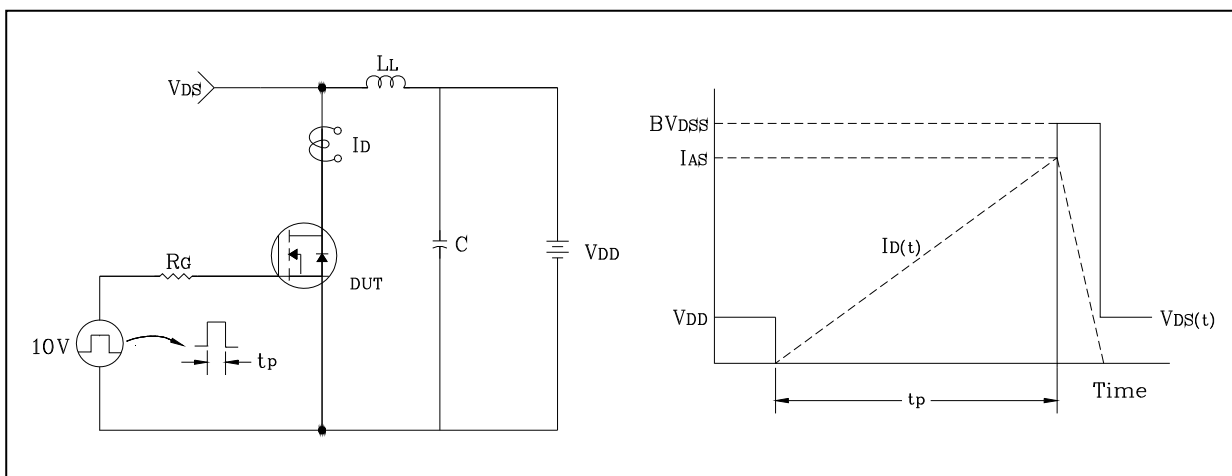 LL
VDS
ID
RG
C
VDD
DUT
10V
tp
BVDSS
IAS
ID(t)
VDD
VDS(t)
tp
Time